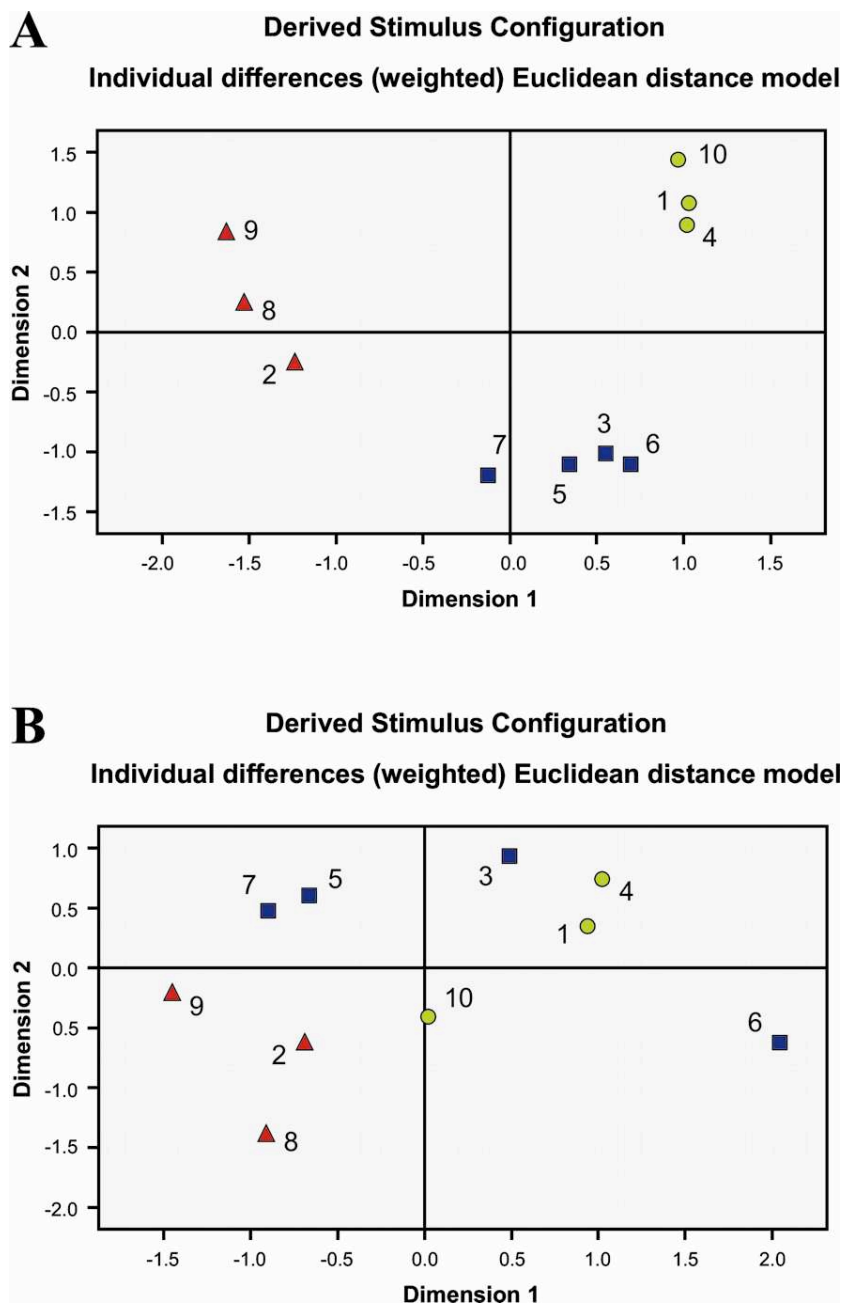 A
Derived Stimulus Configuration
Individual differences (weighted) Euclidean distance model
1.5
1.0
0.5
0.0
-0.5
-1.0
-1.5
Dimension 2
10
1
4
9
8
2
7
3
6
5
-2.0 -1.5 -1.0 -0.5 0.0 0.5 1.0 1.5
Dimension 1
B
Derived Stimulus Configuration
Individual differences (weighted) Euclidean distance model
1.0
0.5
0.0
0.5
-1.0
-1.5
-2.0
Dimension 2
7
5
3
4
1
9
10
2
6
8
-1.5 -1.0 -0.5 0.0 0.5 1.0 1.5 2.0
Dimension 1